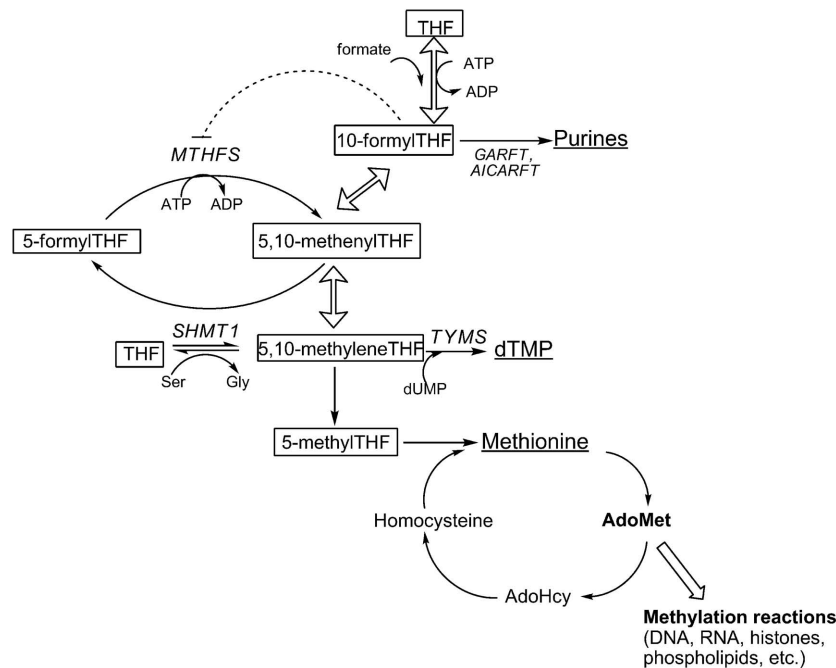 THF
formate
ATP
ADP
10-formylTHF
Purines
GARFT,
AICARFT
MTHFS
ATP
ADP
5-formylTHF
5,10-methenylTHF
SHMT1
THF
Ser
Gly
5,10-methyleneTHF
TYMS
dUMP
dTMP
5-methylTHF
Methionine
Homocysteine
AdoMet
AdoHcy
Methylation reactions
(DNA, RNA, histones,
phospholipids, etc.)